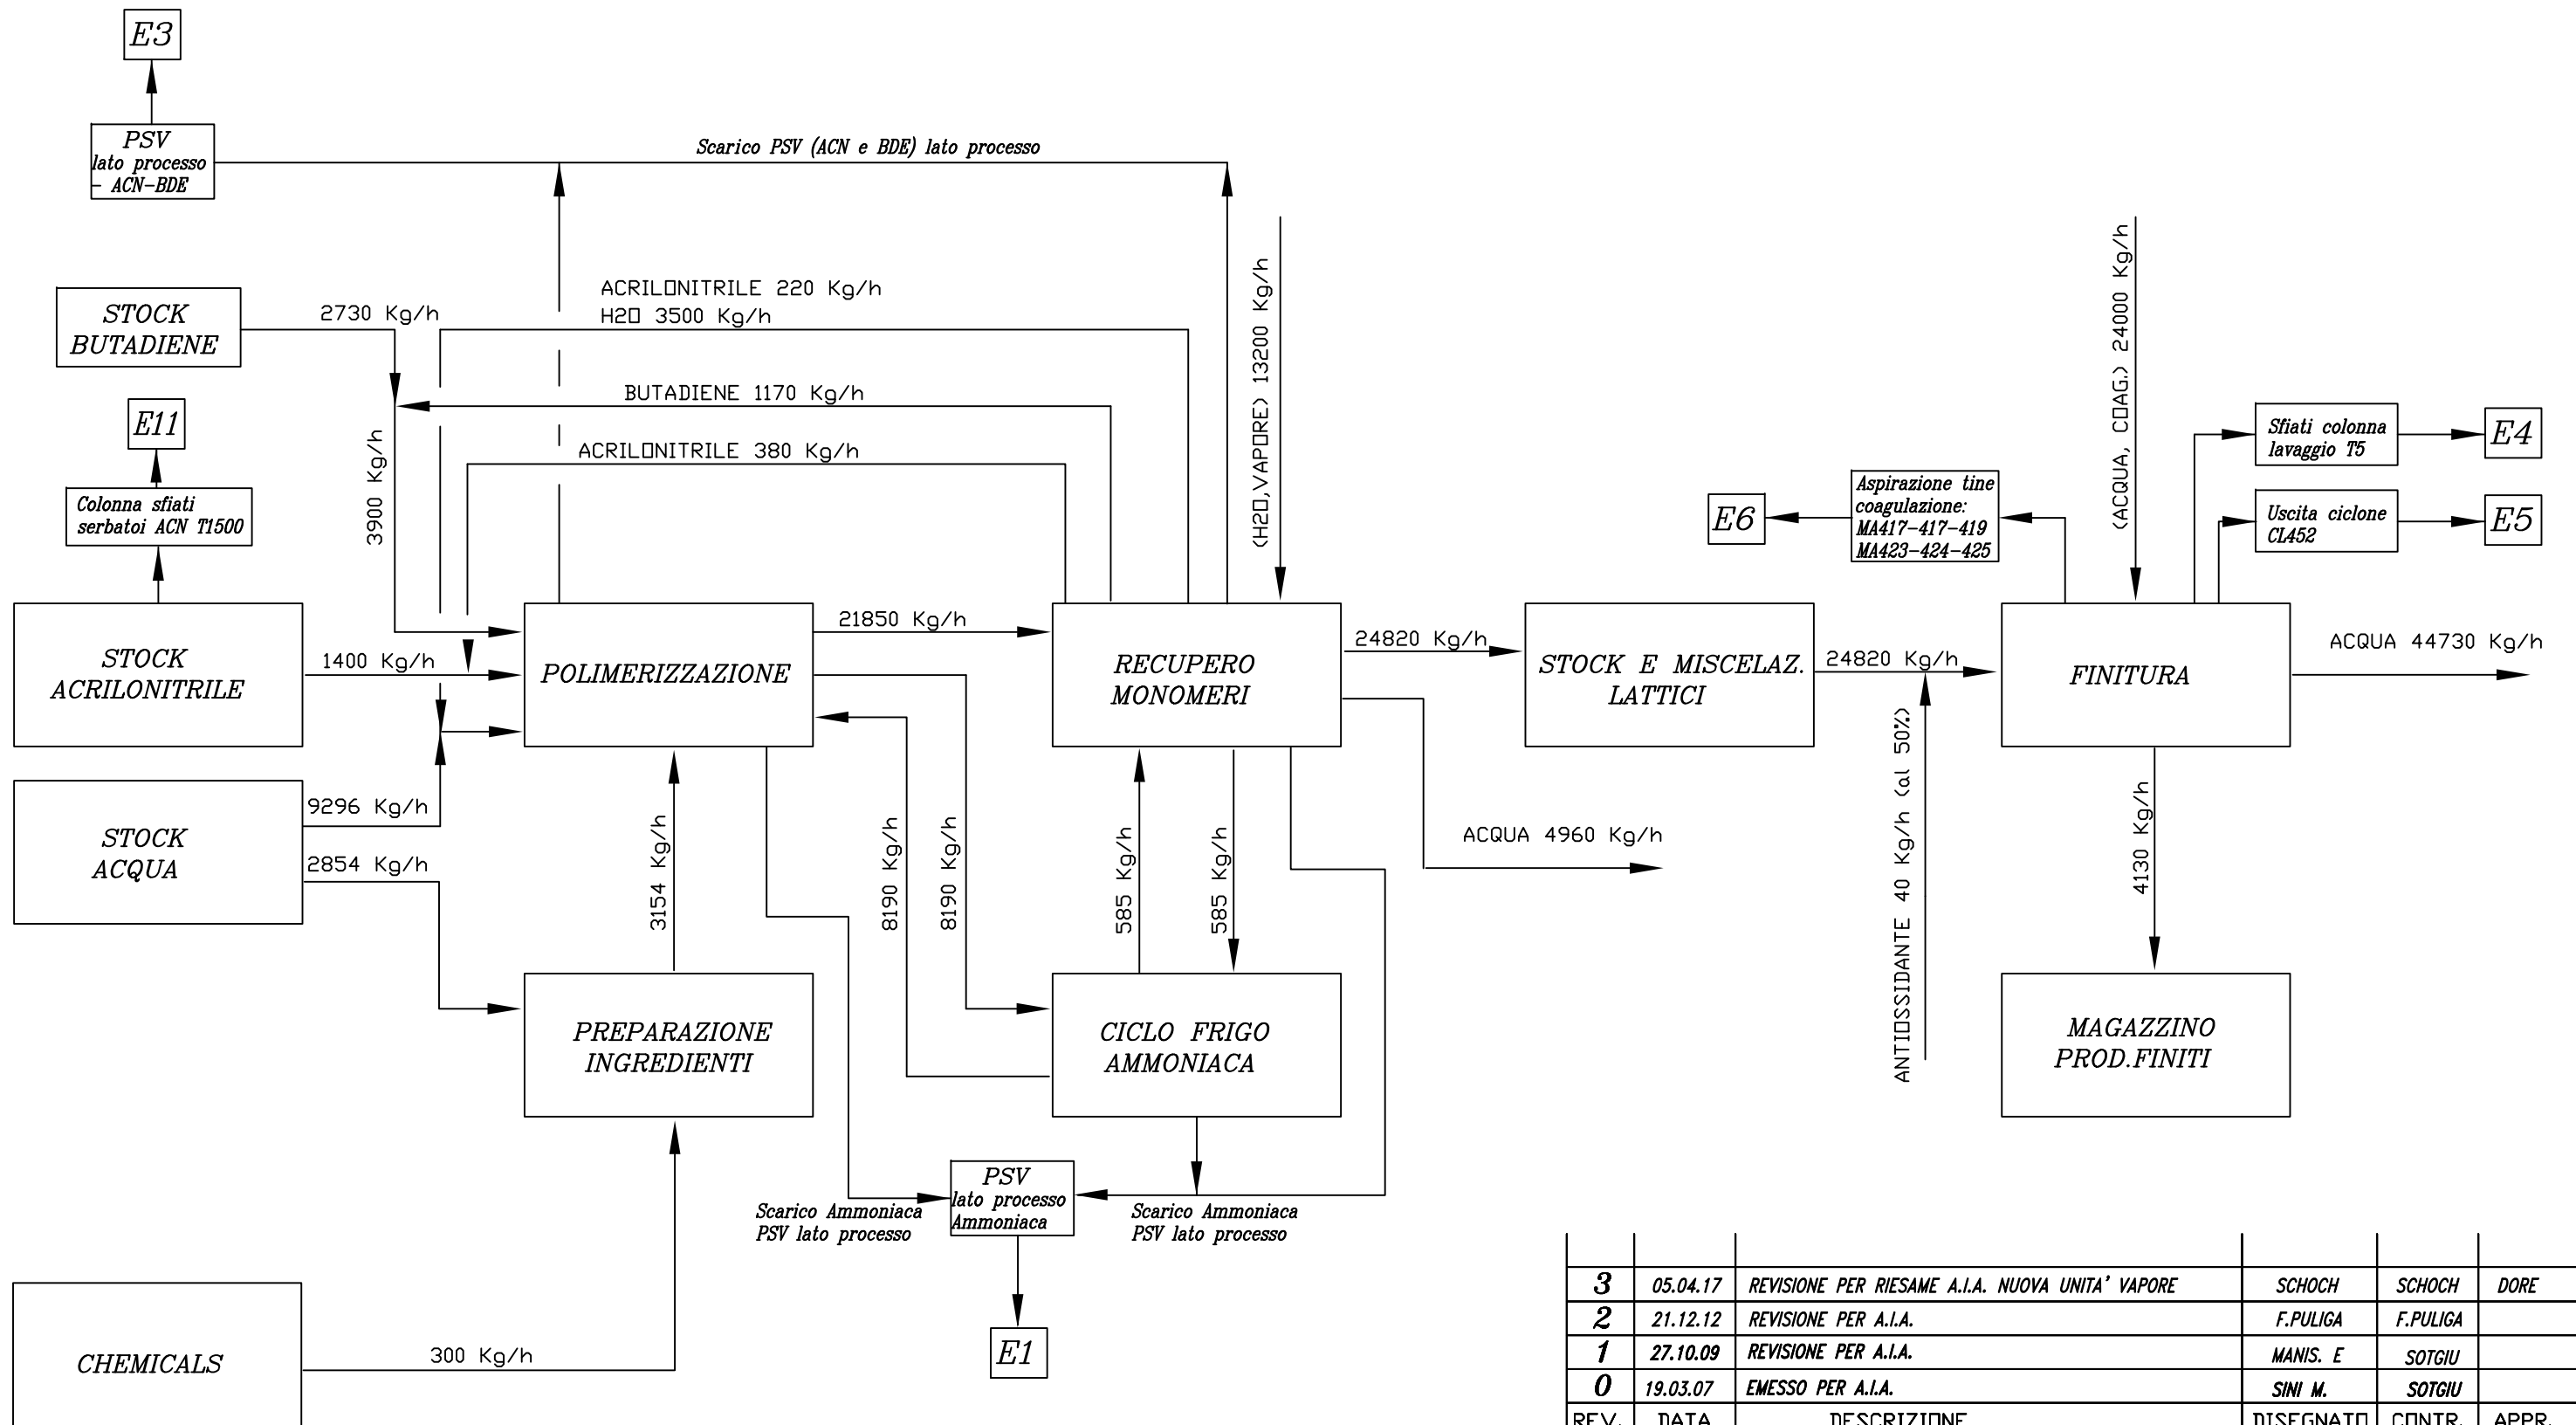 E3
PSV
lato processo
- ACN-BDE
Scarico PSV (ACN e BDE) lato processo
STOCK
BUTADIENE
2730 Kg/h
ACRILONITRILE 220 Kg/h
H2O 3500 Kg/h
BUTADIENE 1170 Kg/h
ACRILONITRILE 380 Kg/h
3900 Kg/h
(H2O,VAPORE) 13200 Kg/h
(ACQUA, COAG.) 24000 Kg/h
E11
Colonna sfiati
serbatoi ACN T1500
E6
Aspirazione tine
coagulazione:
MA417-417-419
MA423-424-425
Sfiati colonna
lavaggio T5
E4
Uscita ciclone
CL452
E5
STOCK
ACRILONITRILE
1400 Kg/h
POLIMERIZZAZIONE
21850 Kg/h
RECUPERO
MONOMERI
24820 Kg/h
STOCK E MISCELAZ.
LATTICI
24820 Kg/h
FINITURA
ACQUA 44730 Kg/h
STOCK
ACQUA
9296 Kg/h
2854 Kg/h
3154 Kg/h
8190 Kg/h
8190 Kg/h
585 Kg/h
585 Kg/h
ACQUA 4960 Kg/h
ANTIOSSIDANTE 40 Kg/h (al 50%)
4130 Kg/h
PREPARAZIONE
INGREDIENTI
CICLO FRIGO
AMMONIACA
MAGAZZINO
PROD.FINITI
PSV
lato processo
Ammoniaca
Scarico Ammoniaca
PSV lato processo
Scarico Ammoniaca
PSV lato processo
E1
CHEMICALS
300 Kg/h
3 05.04.17 REVISIONE PER RIESAME A.I.A. NUOVA UNITA' VAPORE SCHOCH SCHOCH DORE
2 21.12.12 REVISIONE PER A.I.A. F.PULIGA F.PULIGA
1 27.10.09 REVISIONE PER A.I.A. MANIS. E SOTGIU
0 19.03.07 EMESSO PER A.I.A. SINI M. SOTGIU
REV. DATA DESCRIZIONE DISEGNATO CONTR. APPR.